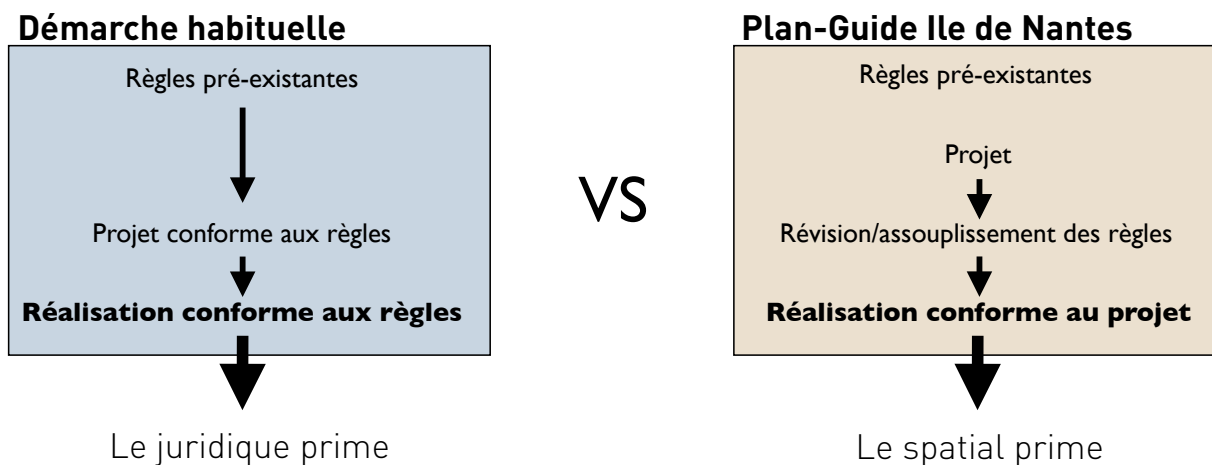 Démarche habituelle
Règles pré-existantes
Projet conforme aux règles
Réalisation conforme aux règles
Le juridique prime
VS
Plan-Guide Ile de Nantes
Règles pré-existantes
Projet
Révision/assouplissement des règles
Réalisation conforme au projet
Le spatial prime